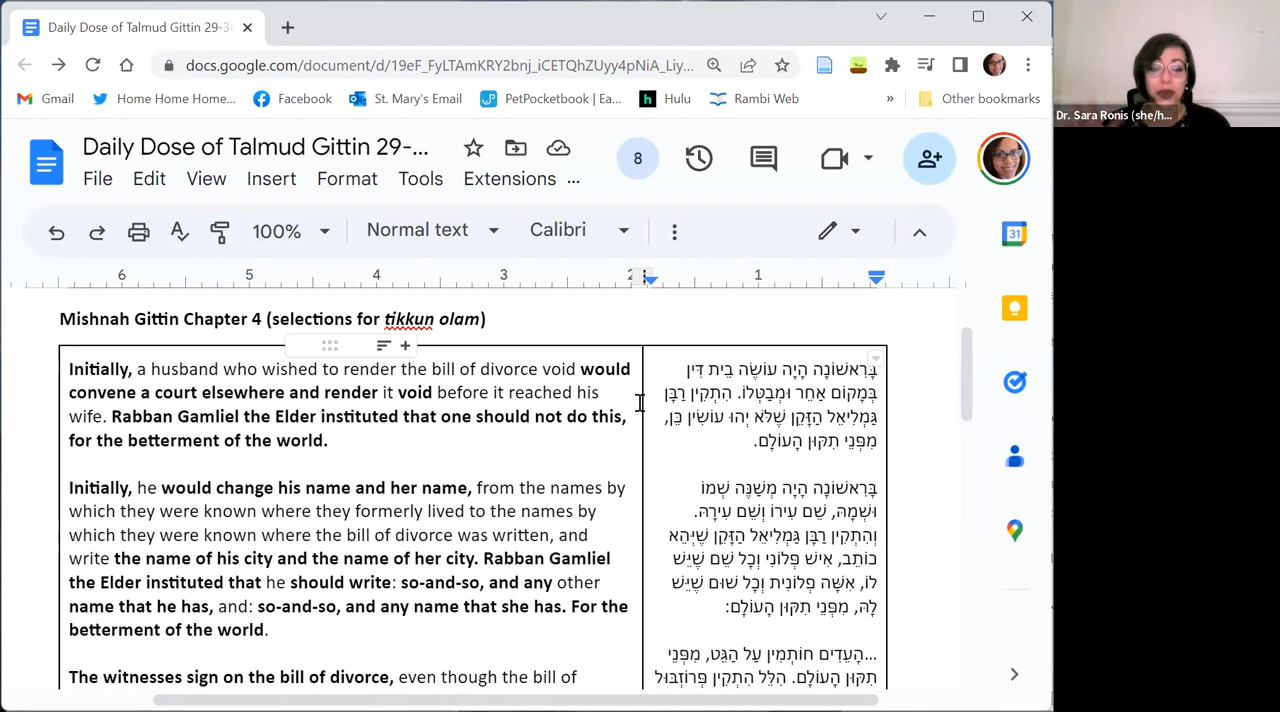 Daily Dose of Talmud Gittin 29-3
docs.google.com/document/d/19eF_FyLTAmKRY2bnj_iCETQhZUyy4pNiA_Liy...
Gmail
Twitter Home Home Home...
Facebook
St. Mary's Email
PetPocketbook | Ea...
Hulu
Rambi Web
»
Other bookmarks
Dr. Sara Ronis (she/h...
Daily Dose of Talmud Gittin 29-...
8
File Edit View Insert Format Tools Extensions ...
100% Normal text Calibri
6 5 4 3 2 1
31
Mishnah Gittin Chapter 4 (selections for tikkun olam)
Initially, a husband who wished to render the bill of divorce void would
convene a court elsewhere and render it void before it reached his
wife. Rabban Gamliel the Elder instituted that one should not do this,
for the betterment of the world.
Initially, he would change his name and her name, from the names by
which they were known where they formerly lived to the names by
which they were known where the bill of divorce was written, and
write the name of his city and the name of her city. Rabban Gamliel
the Elder instituted that he should write: so-and-so, and any other
name that he has, and: so-and-so, and any name that she has. For the
betterment of the world.
The witnesses sign on the bill of divorce, even though the bill of
בָּרִאשׁוֹנָה הָיָה עוֹשֶׂה בֵית דִּין
בְּמָקוֹם אַחֵר וּמְבַטְּלוֹ. הִתְקִין רַבָּן
גַּמְלִיאֵל הַזָּקֵן שֶׁלֹּא יְהוּ עוֹשִׂין כֵּן,
מִפְּנֵי תִקּוּן הָעוֹלָם.
בָּרִאשׁוֹנָה הָיָה מְשַׁנֶּה שְׁמוֹ
וּשְׁמָהּ, שֵׁם עִירוֹ וְשֵׁם עִירָהּ.
וְהִתְקִין רַבָּן גַּמְלִיאֵל הַזָּקֵן שֶׁיְּהֵא
כוֹתֵב, אִישׁ פְּלוֹנִי וְכָל שֵׁם שֶׁיֵּשׁ
לוֹ, אִשָּׁה פְלוֹנִית וְכָל שׁוּם שֶׁיֵּשׁ
לָהּ, מִפְּנֵי תִקּוּן הָעוֹלָם:
...הָעֵדִים חוֹתְמִין עַל הַגֵּט, מִפְּנֵי
תִקּוּן הָעוֹלָם. הִלֵּל הִתְקִין פְּרוֹזְבּוּל